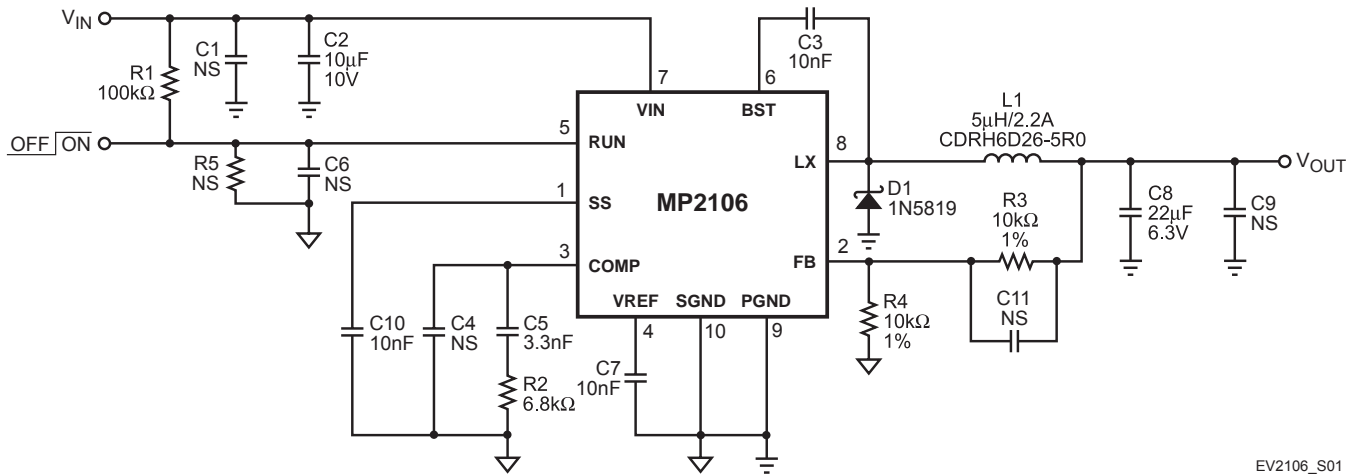 VIN
C1
NS
C2
10µF
10V
R1
100kΩ
OFF ON
R5
NS
C6
NS
5
RUN
1
SS
3
COMP
7
VIN
6
BST
C3
10nF
MP2106
8
LX
2
FB
VREF
4
SGND
10
PGND
9
L1
5µH/2.2A
CDRH6D26-5R0
D1
1N5819
R3
10kΩ
1%
C11
NS
R4
10kΩ
1%
C8
22µF
6.3V
C9
NS
VOUT
C10
10nF
C4
NS
C5
3.3nF
R2
6.8kΩ
C7
10nF
EV2106_S01